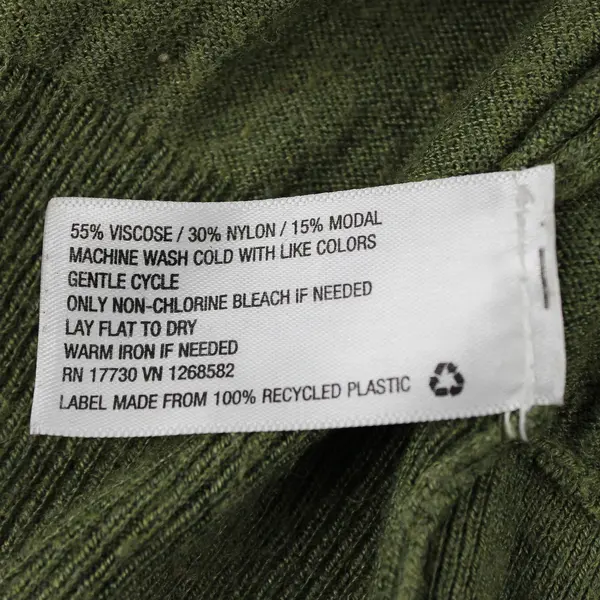 55% VISCOSE / 30% NYLON / 15% MODAL
MACHINE WASH COLD WITH LIKE COLORS
GENTLE CYCLE
ONLY NON-CHLORINE BLEACH IF NEEDED
LAY FLAT TO DRY
WARM IRON IF NEEDED
RN 17730 VN 1268582
LABEL MADE FROM 100% RECYCLED PLASTIC